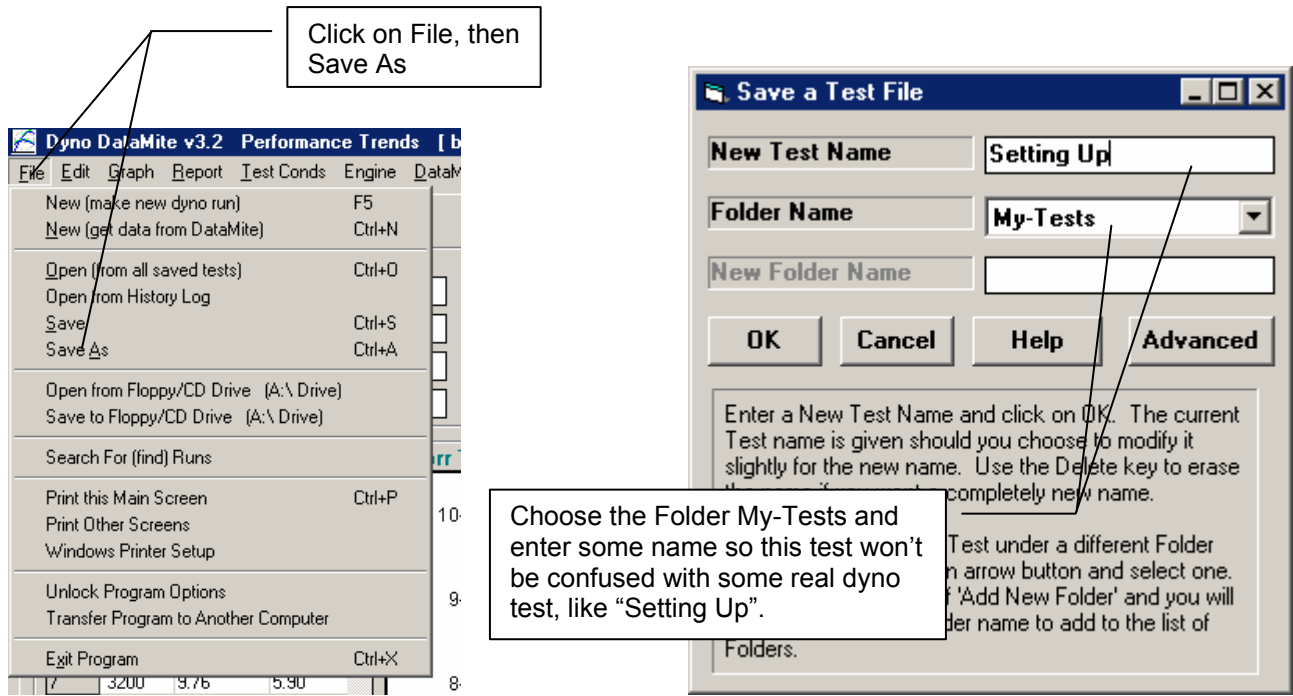 Click on File, then
Save As
Dyno DataMite v3.2 Performance Trends [ b
File Edit Graph Report Test Conds Engine DataM
New (make new dyno run) F5
New (get data from DataMite) Ctrl+N
Open (from all saved tests) Ctrl+O
Open from History Log
Save Ctrl+S
Save As Ctrl+A
Open from Floppy/CD Drive (A:\ Drive)
Save to Floppy/CD Drive (A:\ Drive)
Search For (find) Runs
Print this Main Screen Ctrl+P
Print Other Screens
Windows Printer Setup
Unlock Program Options
Transfer Program to Another Computer
Exit Program Ctrl+X
7 3200 9.76 5.90
10
9
8
Save a Test File
New Test Name Setting Up
Folder Name My-Tests
New Folder Name
OK Cancel Help Advanced
Enter a New Test Name and click on OK. The current
Test name is given should you choose to modify it
slightly for the new name. Use the Delete key to erase
completely new name.
Test under a different Folder
arrow button and select one.
'Add New Folder' and you will
name to add to the list of
Folders.
Choose the Folder My-Tests and
enter some name so this test won't
be confused with some real dyno
test, like “Setting Up”.